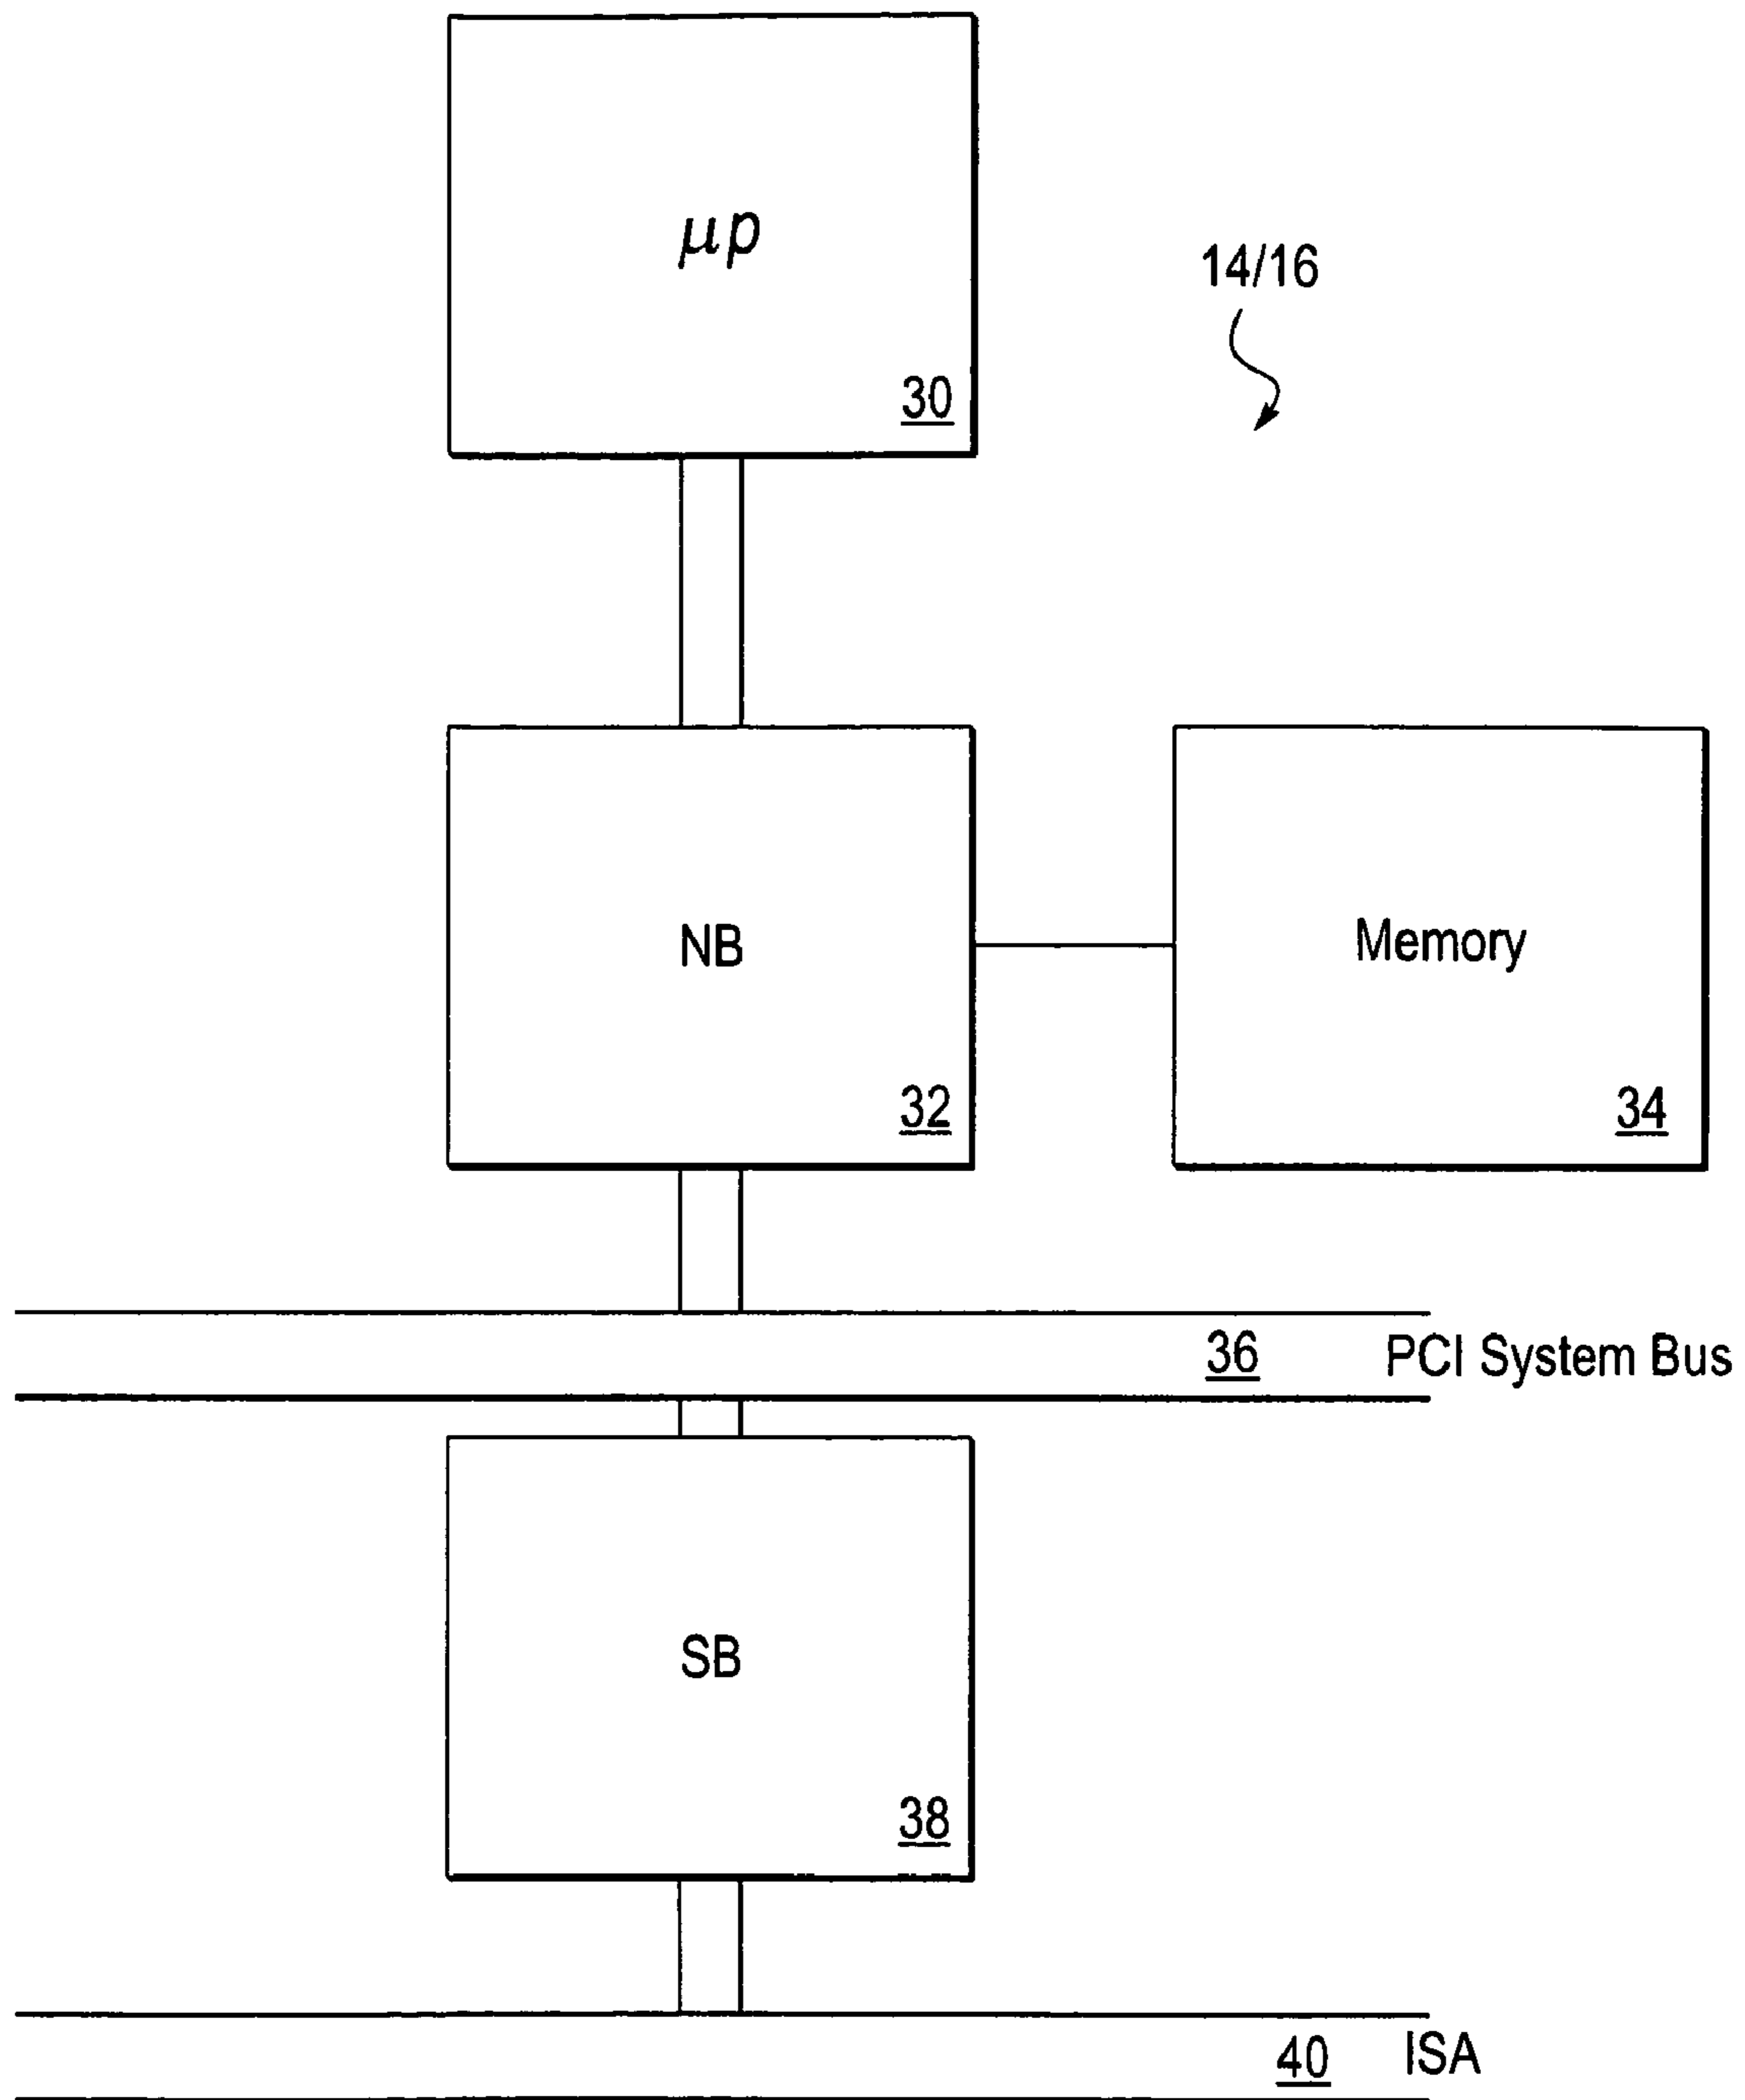 μp
14/16
30
NB
Memory
32
34
36 PCI System Bus
SB
38
40 ISA